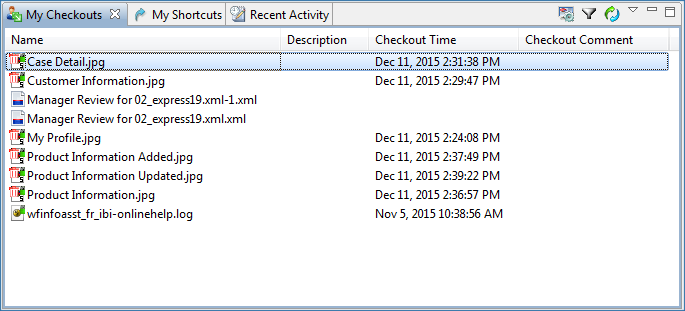 My Checkouts My Shortcuts Recent Activity
Name Description Checkout Time Checkout Comment
Case Detail.jpg Dec 11, 2015 2:31:38 PM
Customer Information.jpg Dec 11, 2015 2:29:47 PM
Manager Review for 02_express19.xml-1.xml
Manager Review for 02_express19.xml.xml
My Profile.jpg Dec 11, 2015 2:24:08 PM
Product Information Added.jpg Dec 11, 2015 2:37:49 PM
Product Information Updated.jpg Dec 11, 2015 2:39:22 PM
Product Information.jpg Dec 11, 2015 2:36:57 PM
wfinfoasst_fr_ibi-onlinehelp.log Nov 5, 2015 10:38:56 AM